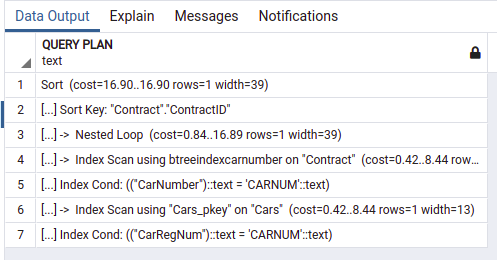 Data Output Explain Messages Notifications
QUERY PLAN
text
1 Sort (cost=16.90..16.90 rows=1 width=39)
2 [...] Sort Key: "Contract"."ContractID"
3 [...] -> Nested Loop (cost=0.84..16.89 rows=1 width=39)
4 [...] -> Index Scan using btreeindexcarnumber on "Contract" (cost=0.42..8.44 row...
5 [...] Index Cond: (("CarNumber")::text = 'CARNUM'::text)
6 [...] -> Index Scan using "Cars_pkey" on "Cars" (cost=0.42..8.44 rows=1 width=13)
7 [...] Index Cond: (("CarRegNum")::text = 'CARNUM'::text)